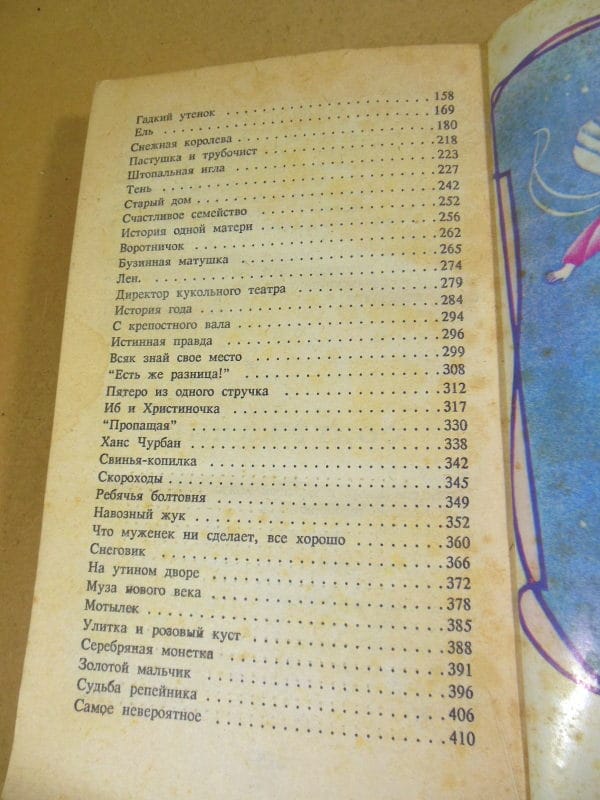 Гадкий утенок . . . . . . . . . . 158
Ель . . . . . . . . . . 169
Снежная королева . . . . . . . . . . 180
Пастушка и трубочист . . . . . . . . . . 218
Штопальная игла . . . . . . . . . . 223
Тень . . . . . . . . . . 227
Старый дом . . . . . . . . . . 242
Счастливое семейство . . . . . . . . . . 252
История одной матери . . . . . . . . . . 256
Воротничок . . . . . . . . . . 262
Бузинная матушка . . . . . . . . . . 265
Лен. . . . . . . . . . . 274
Директор кукольного театра . . . . . . . . . . 279
История года . . . . . . . . . . 284
С крепостного вала . . . . . . . . . . 294
Истинная правда . . . . . . . . . . 296
Всяк знай свое место . . . . . . . . . . 299
"Есть же разница!" . . . . . . . . . . 308
Пятеро из одного стручка . . . . . . . . . . 312
Иб и Христиночка . . . . . . . . . . 317
"Пропащая" . . . . . . . . . . 330
Ханс Чурбан . . . . . . . . . . 338
Свинья-копилка . . . . . . . . . . 342
Скороходы . . . . . . . . . . 345
Ребячья болтовня . . . . . . . . . . 349
Навозный жук . . . . . . . . . . 352
Что муженек ни сделает, все хорошо . . . . . . . . . . 360
Снеговик . . . . . . . . . . 366
На утином дворе . . . . . . . . . . 372
Муза нового века . . . . . . . . . . 378
Мотылек . . . . . . . . . . 385
Улитка и розовый куст . . . . . . . . . . 388
Серебряная монетка . . . . . . . . . . 391
Золотой мальчик . . . . . . . . . . 396
Судьба репейника . . . . . . . . . . 406
Самое невероятное . . . . . . . . . . 410